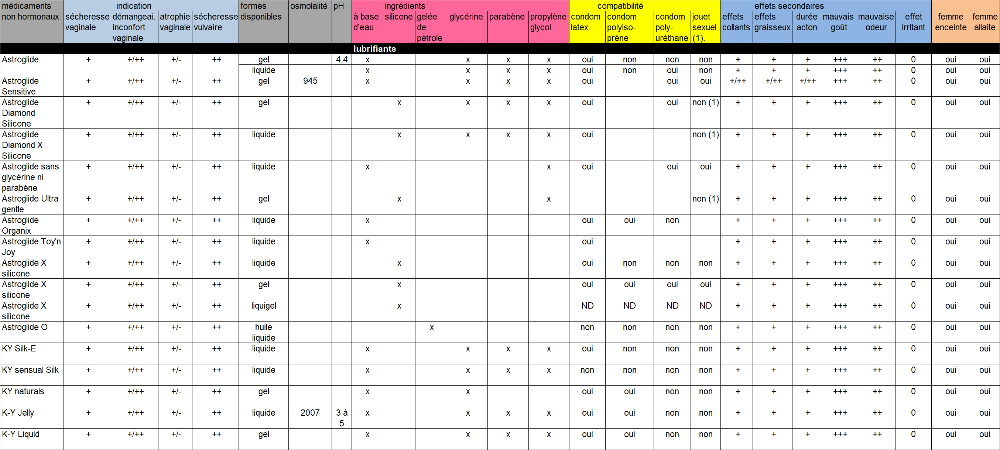 médicaments non hormonaux indication formes disponibles osmolalité pH ingrédients compatibilité effets secondaires
sécheresse vaginale démangeai. inconfort vaginale atrophie vaginale sécheresse vulvaire à base d'eau silicone gelée de pétrole glycérine parabène propylène glycol condom latex condom polyiso-prène condom poly-uréthane jouet sexuel (1). effets collants effets graisseux durée acton mauvais goût mauvaise odeur effet irritant femme enceinte femme allaite
lubrifiants
Astroglide + +/++ +/- ++ gel 4,4 x x x x oui non non non + + + +++ ++ 0 oui oui
liquide x x x x oui non oui non + + + +++ ++ 0 oui oui
Astroglide Sensitive + +/++ +/- ++ gel 945 x x x x oui oui oui +/++ +/++ +/++ +++ ++ 0 oui oui
Astroglide Diamond Silicone + +/++ +/- ++ gel x x x x oui oui non (1) + + + +++ ++ 0 oui oui
Astroglide Diamond X Silicone + +/++ +/- ++ liquide x x x x oui non (1) + + + +++ ++ 0 oui oui
Astroglide sans glycérine ni parabène + +/++ +/- ++ liquide x x oui oui oui + + + +++ ++ 0 oui oui
Astroglide Ultra gentle + +/++ +/- ++ gel x x non (1) + + + +++ ++ 0 oui oui
Astroglide Organix + +/++ +/- ++ liquide x oui oui non + + + +++ ++ 0 oui oui
Astroglide Toy'n Joy + +/++ +/- ++ liquide x oui + + + +++ ++ 0 oui oui
Astroglide X silicone + +/++ +/- ++ liquide x oui non non non + + + +++ ++ 0 oui oui
Astroglide X silicone + +/++ +/- ++ gel x oui oui oui oui + + + +++ ++ 0 oui oui
Astroglide X silicone + +/++ +/- ++ liquigel x ND ND ND ND + + + +++ ++ 0 oui oui
Astroglide O + +/++ +/- ++ huile liquide x non non non non + + + +++ ++ 0 oui oui
KY Silk-E + +/++ +/- ++ liquide x x x x oui non non non + + + +++ ++ 0 oui oui
KY sensual Silk + +/++ +/- ++ liquide x x x x non non non non + + + +++ ++ 0 oui oui
KY naturals + +/++ +/- ++ gel x x oui oui non non + + + +++ ++ 0 oui oui
K-Y Jelly + +/++ +/- ++ liquide 2007 3 à 5 x x x x oui oui non non + + + +++ ++ 0 oui oui
K-Y Liquid + +/++ +/- ++ gel x x x x oui oui non non + + + +++ ++ 0 oui oui